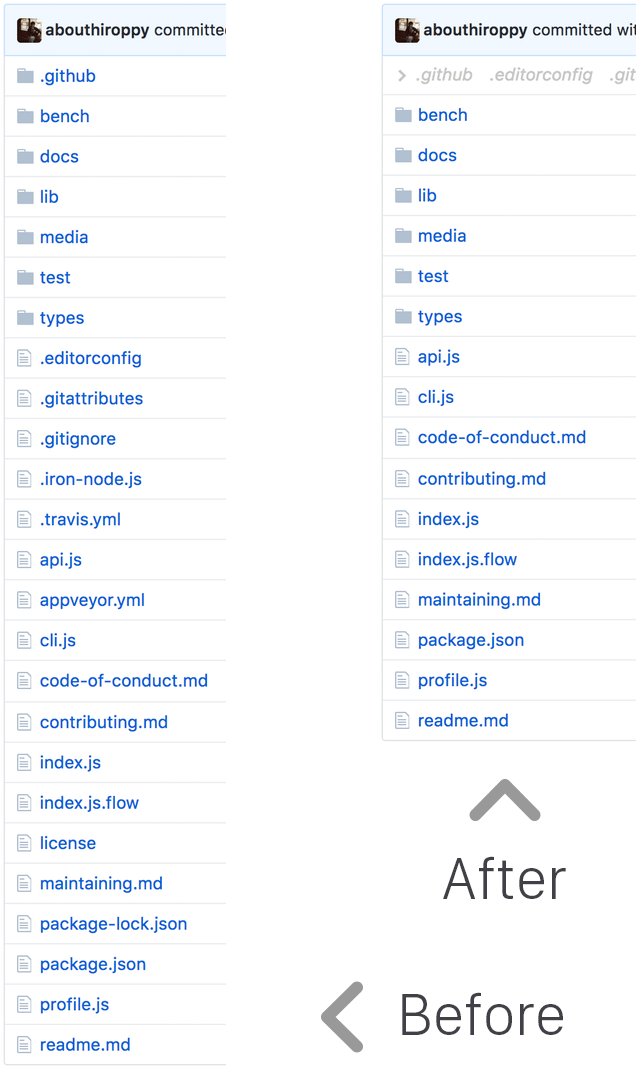 abouthiroppy committed
.github
bench
docs
lib
media
test
types
.editorconfig
.gitattributes
.gitignore
.iron-node.js
.travis.yml
api.js
appveyor.yml
cli.js
code-of-conduct.md
contributing.md
index.js
index.js.flow
license
maintaining.md
package-lock.json
package.json
profile.js
readme.md
abouthiroppy committed wit
.github .editorconfig .git
bench
docs
lib
media
test
types
api.js
cli.js
code-of-conduct.md
contributing.md
index.js
index.js.flow
maintaining.md
package.json
profile.js
readme.md
After
Before